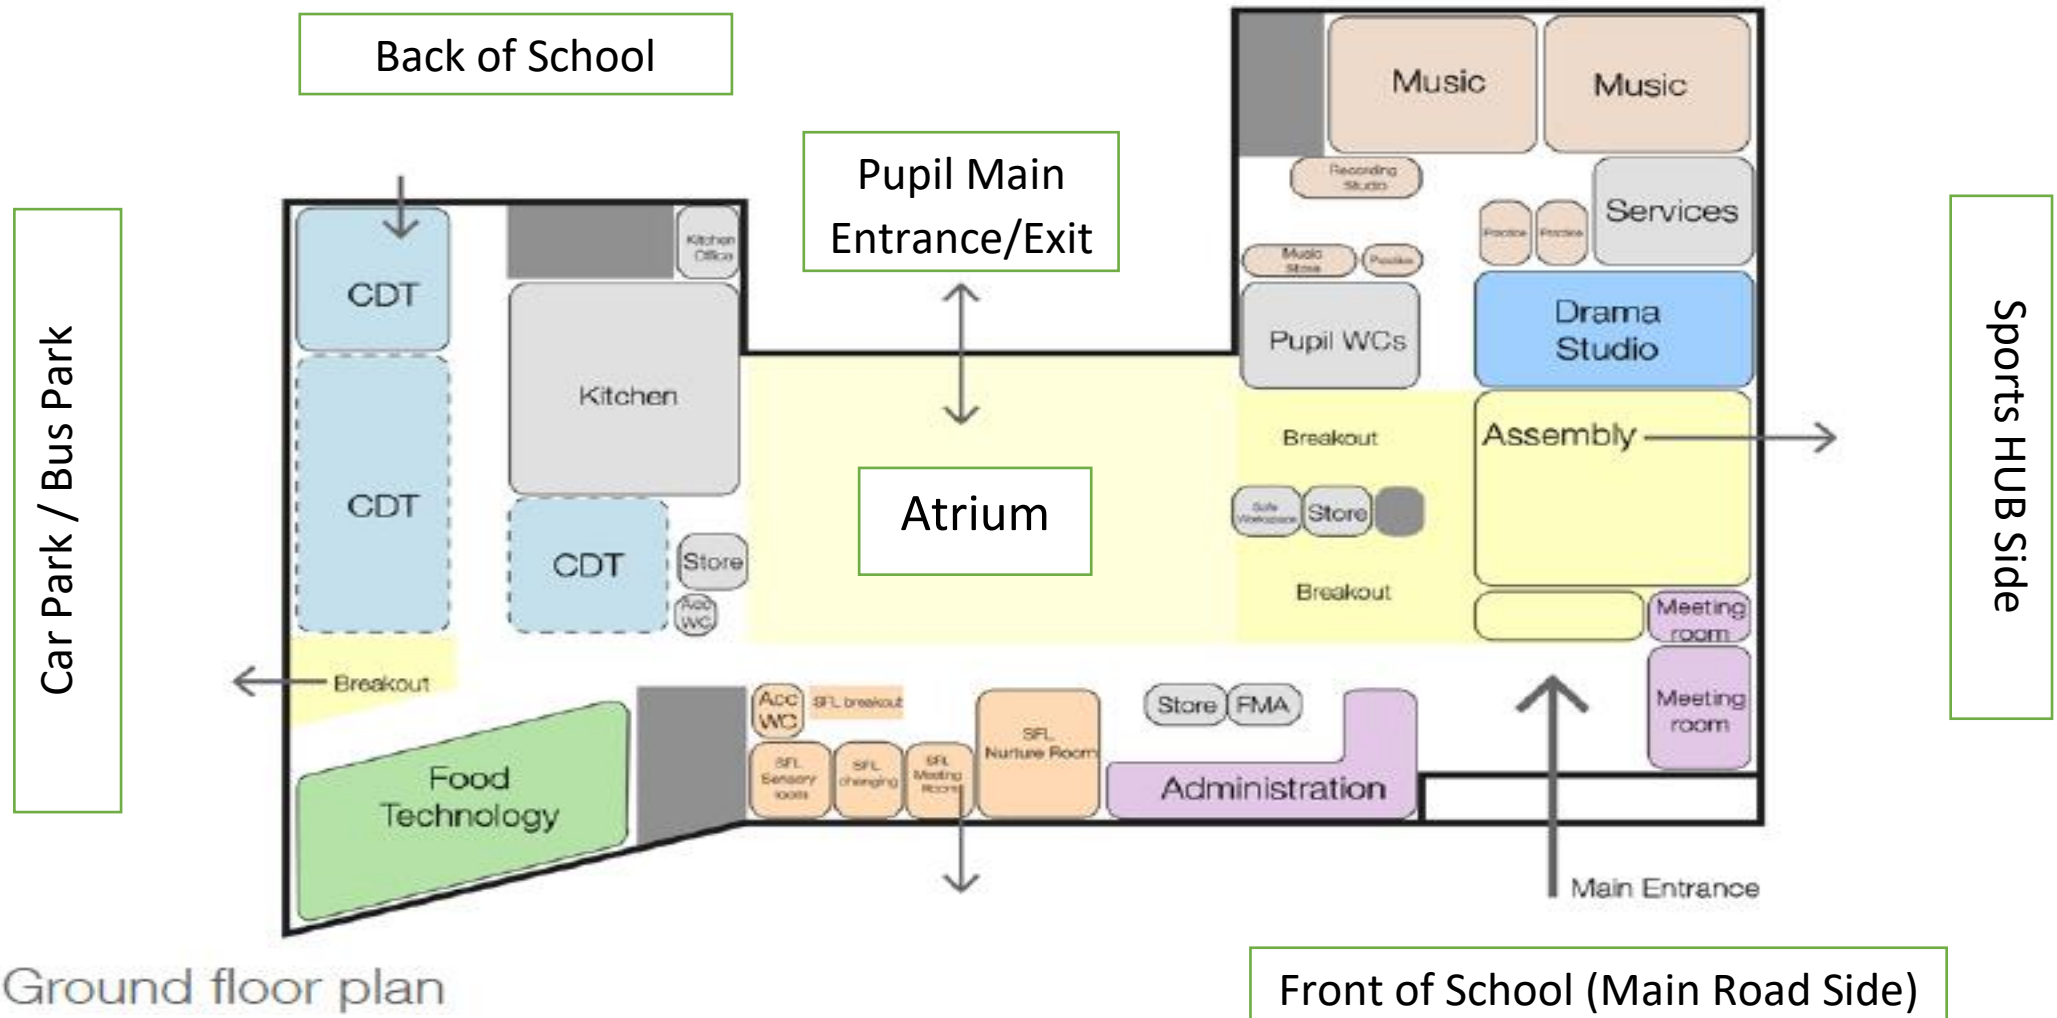 Back of School
Music
Music
Pupil Main
Entrance/Exit
Recording
Studio
Services
Practice
Practice
Kitchen
Office
Music
Store
Practice
CDT
Drama
Studio
Pupil WCs
Car Park / Bus Park
Sports HUB Side
Kitchen
Breakout
Assembly
CDT
Atrium
Safe
Workspace
Store
CDT
Store
Breakout
Acc
WC
Meeting
room
Breakout
Acc
WC
SFL breakout
Store
FMA
Meeting
room
SFL
Nurture Room
SFL
Sensory
room
SFL
changing
SFL
Meeting
Room
Food
Technology
Administration
Main Entrance
Ground floor plan
Front of School (Main Road Side)